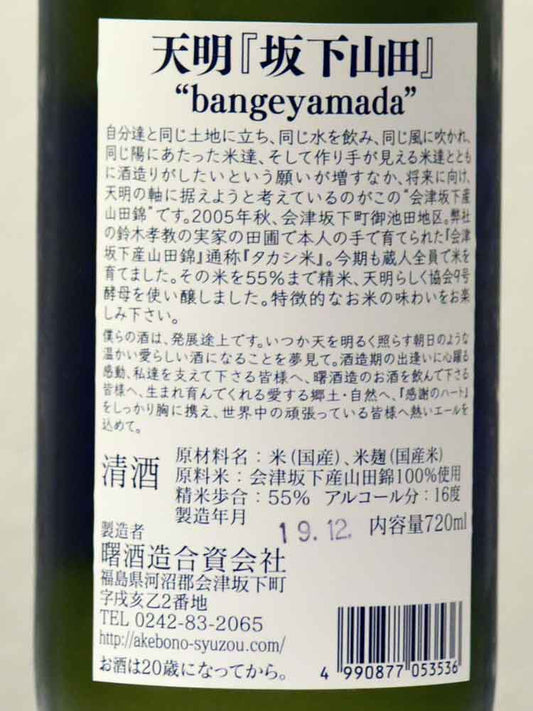 天明『坂下山田』
“bangeyamada”
自分達と同じ土地に立ち、同じ水を飲み、同じ風に吹かれ、
同じ陽にあたった米達、そして作り手が見える米達ととも
に酒造りがしたいという願いが増すなか、将来に向け、
天明の軸に据えようと考えているのがこの“会津坂下産
山田錦”です。2005年秋、会津坂下町御池田地区。弊社
の鈴木孝教の実家の田圃で本人の手で育てられた『会津
坂下産山田錦』通称『タカシ米』。今期も蔵人全員で米を
育てました。その米を55％まで精米、天明らしく協会9号
酵母を使い醸しました。特徴的なお米の味わいをお楽
しみ下さい。
僕らの酒は、発展途上です。いつか天を明るく照らす朝日のような
温かい愛らしい酒になることを夢見て。酒造期の出逢いに心躍る
感動、私達を支えて下さる皆様へ、曙酒造のお酒を飲んで下さる
皆様へ、生まれ育んでくれる愛する郷土・自然へ、『感謝のハート』
をしっかり胸に携え、世界中の頑張っている皆様へ熱いエールを
込めて。
清酒
原材料名：米（国産）、米麹（国産米）
原料米：会津坂下産山田錦100％使用
精米歩合：55％ アルコール分：16度
製造年月 19.12. 内容量720ml
製造者
曙酒造合資会社
福島県河沼郡会津坂下町
字戌亥乙2番地
TEL 0242-83-2065
http://akebono-syuzou.com/
お酒は20歳になってから。
4 990877 053536